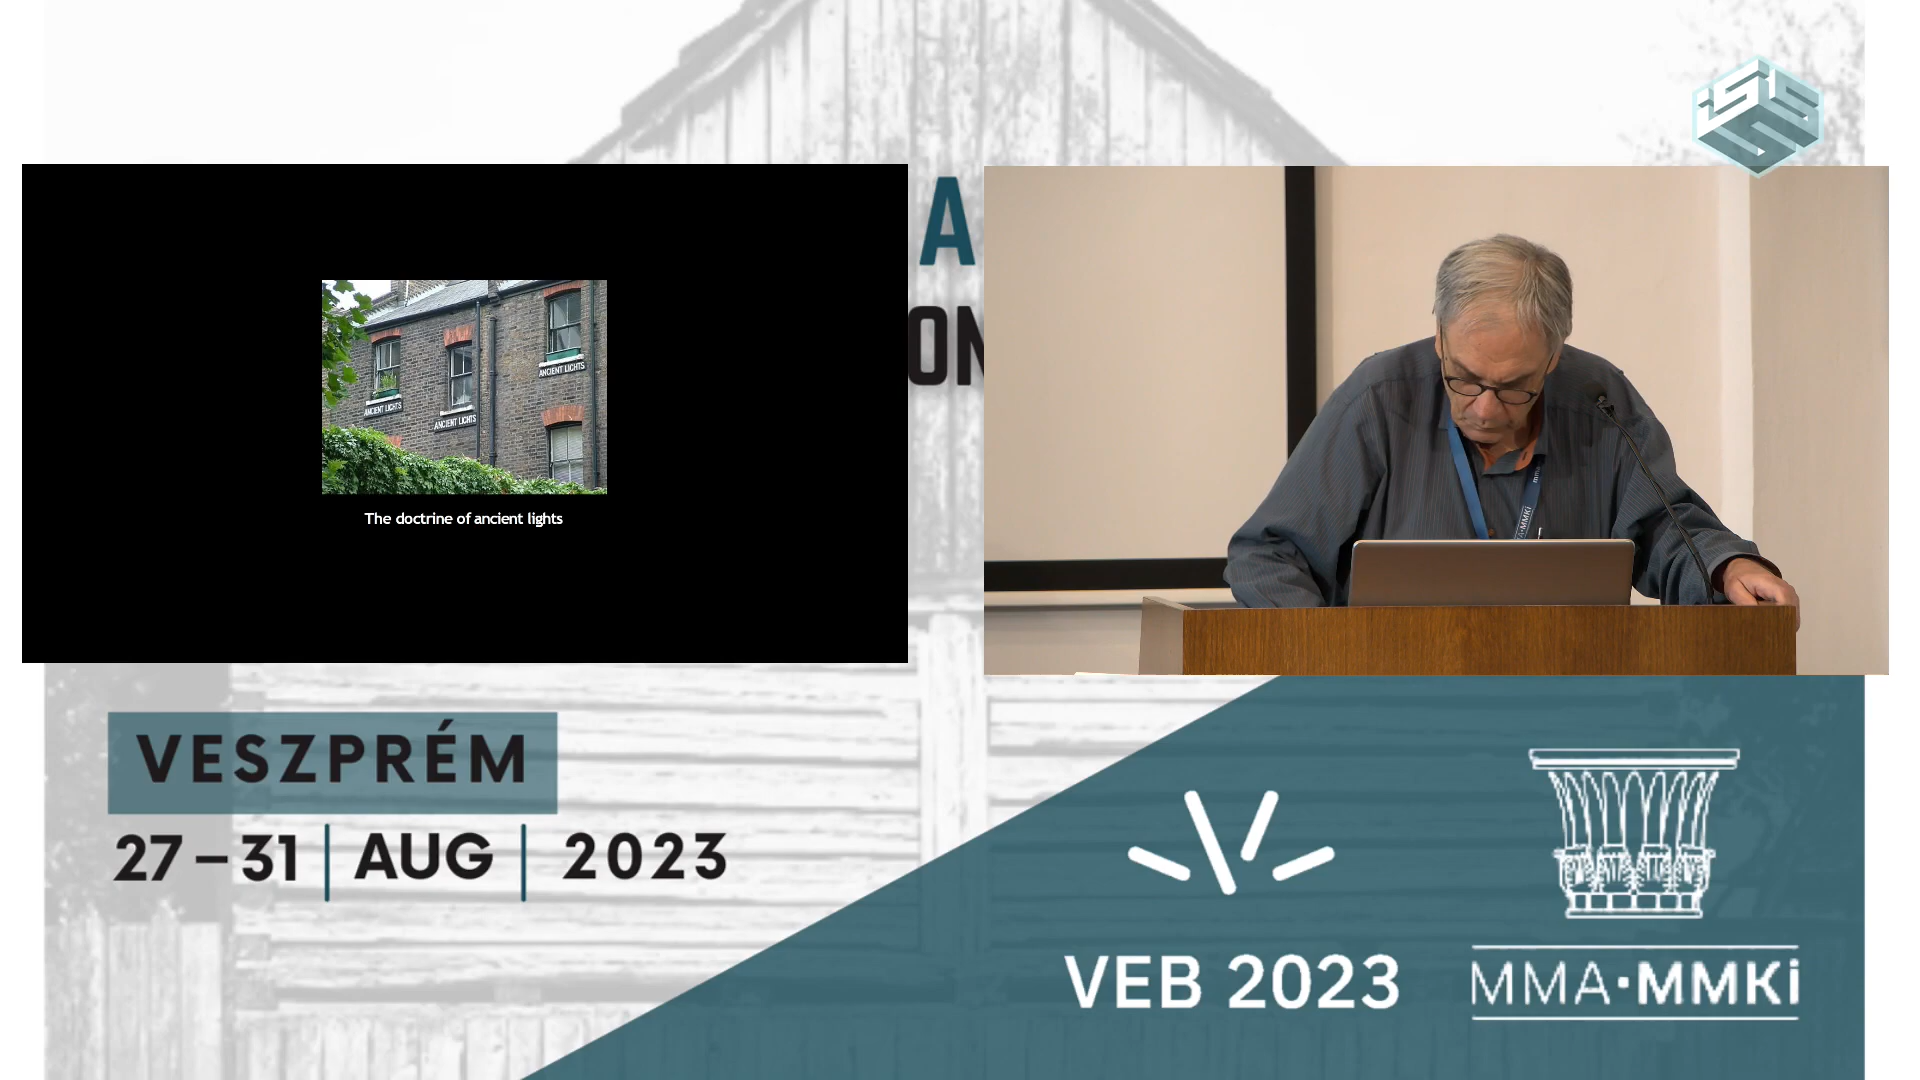 A
ON
ANCIENT LIGHTS
ANCIENT LIGHTS
ANCIENT LIGHTS
The doctrine of ancient lights
VESZPRÉM
27–31 | AUG | 2023
VEB 2023
MMA·MMKi